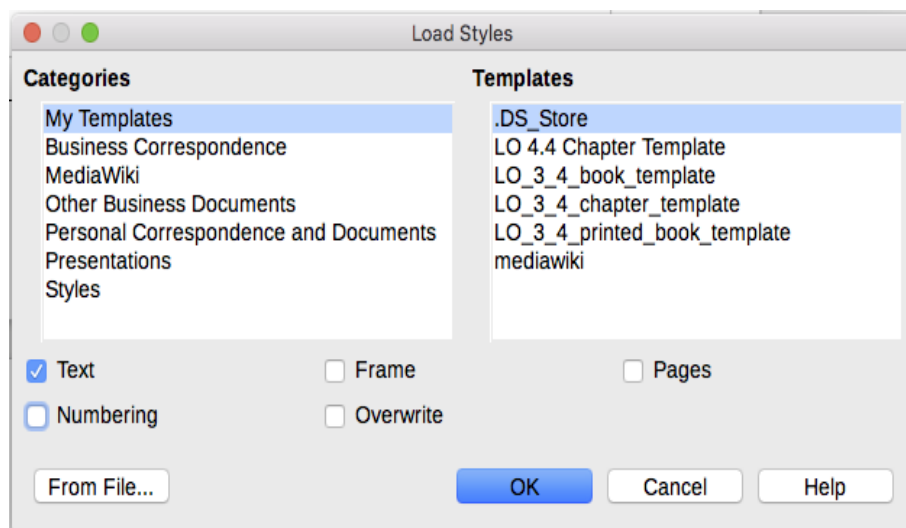 Load Styles
Categories
My Templates
Business Correspondence
MediaWiki
Other Business Documents
Personal Correspondence and Documents
Presentations
Styles
Templates
.DS_Store
LO 4.4 Chapter Template
LO_3_4_book_template
LO_3_4_chapter_template
LO_3_4_printed_book_template
mediawiki
Text
Frame
Pages
Numbering
Overwrite
From File...
OK
Cancel
Help